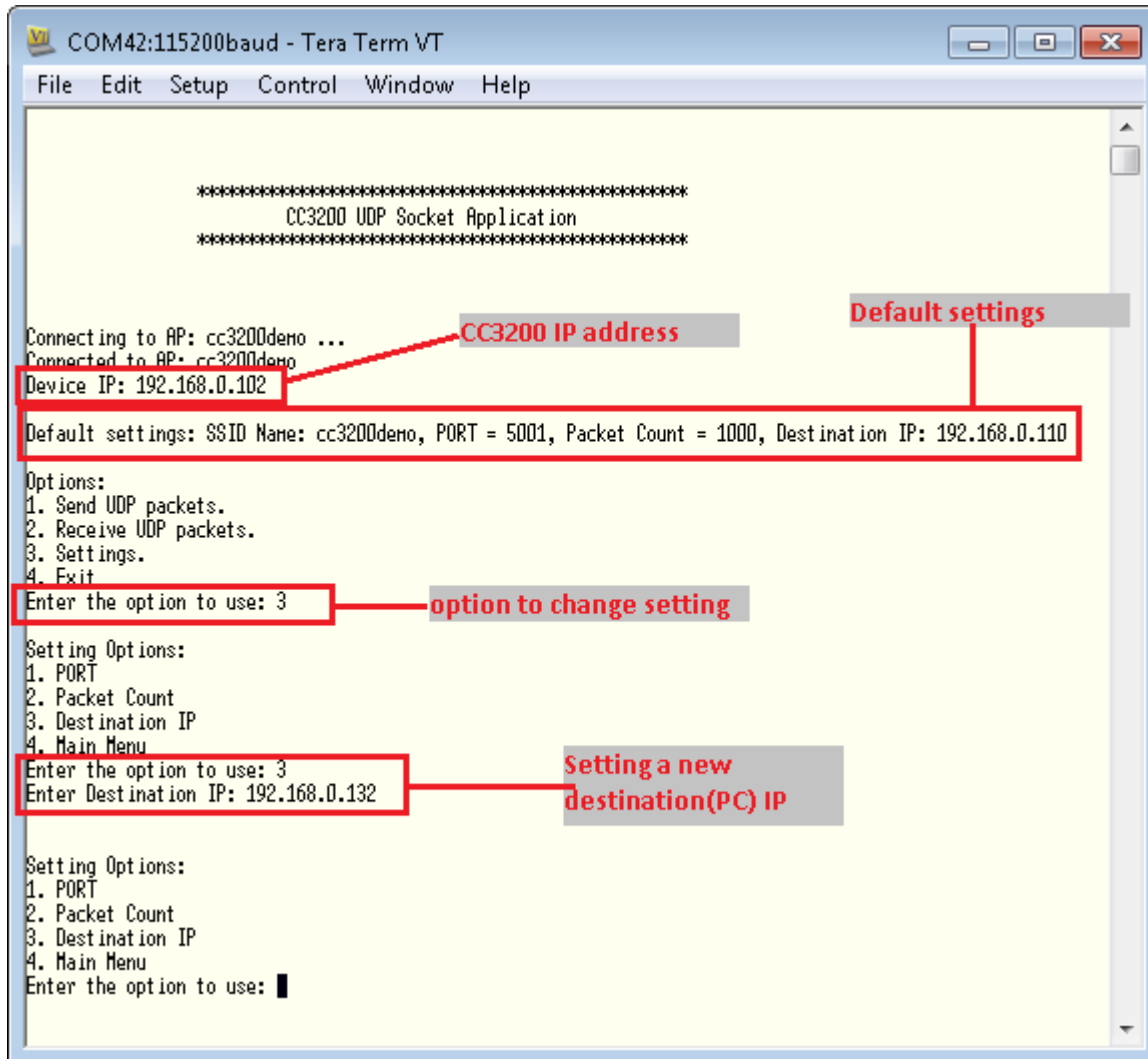 COM42:115200baud - Tera Term VT
File Edit Setup Control Window Help
***********************************************
CC3200 UDP Socket Application
***********************************************
Default settings
Connecting to AP: cc3200demo ...
CC3200 IP address
Connected to AP: cc3200demo
Device IP: 192.168.0.102
Default settings: SSID Name: cc3200demo, PORT = 5001, Packet Count = 1000, Destination IP: 192.168.0.110
Options:
1. Send UDP packets.
2. Receive UDP packets.
3. Settings.
4. Exit
Enter the option to use: 3
option to change setting
Setting Options:
1. PORT
2. Packet Count
3. Destination IP
4. Main Menu
Enter the option to use: 3
Enter Destination IP: 192.168.0.132
Setting a new
destination(PC) IP
Setting Options:
1. PORT
2. Packet Count
3. Destination IP
4. Main Menu
Enter the option to use: